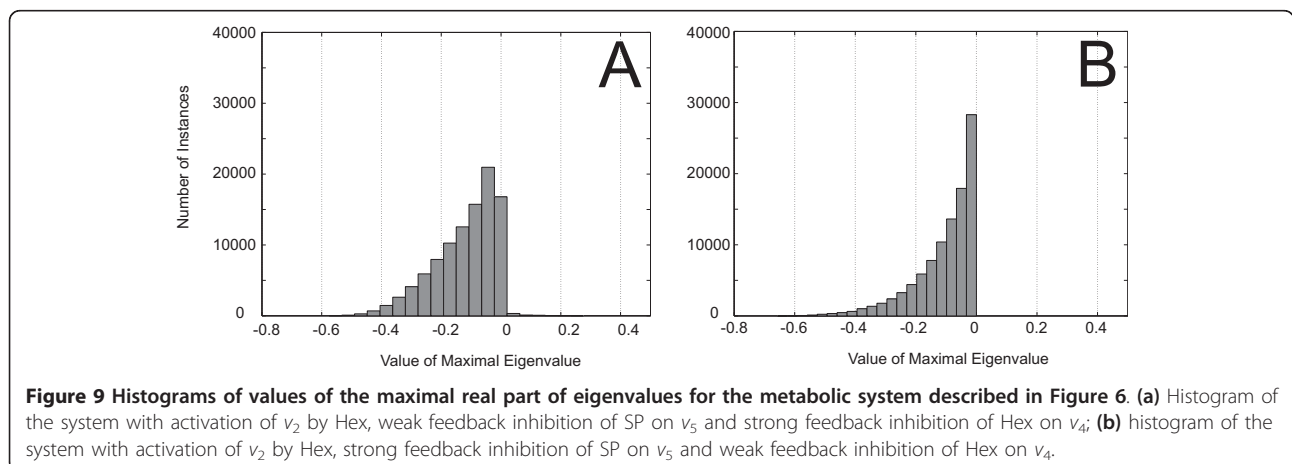 40000
30000
20000
10000
0
Number of Instances
A
-0.8 -0.6 -0.4 -0.2 0 0.2 0.4
Value of Maximal Eigenvalue
40000
30000
20000
10000
0
B
-0.8 -0.6 -0.4 -0.2 0 0.2 0.4
Value of Maximal Eigenvalue
Figure 9 Histograms of values of the maximal real part of eigenvalues for the metabolic system described in Figure 6. (a) Histogram of
the system with activation of v₂ by Hex, weak feedback inhibition of SP on v₅ and strong feedback inhibition of Hex on v₄; (b) histogram of the
system with activation of v₂ by Hex, strong feedback inhibition of SP on v₅ and weak feedback inhibition of Hex on v₄.